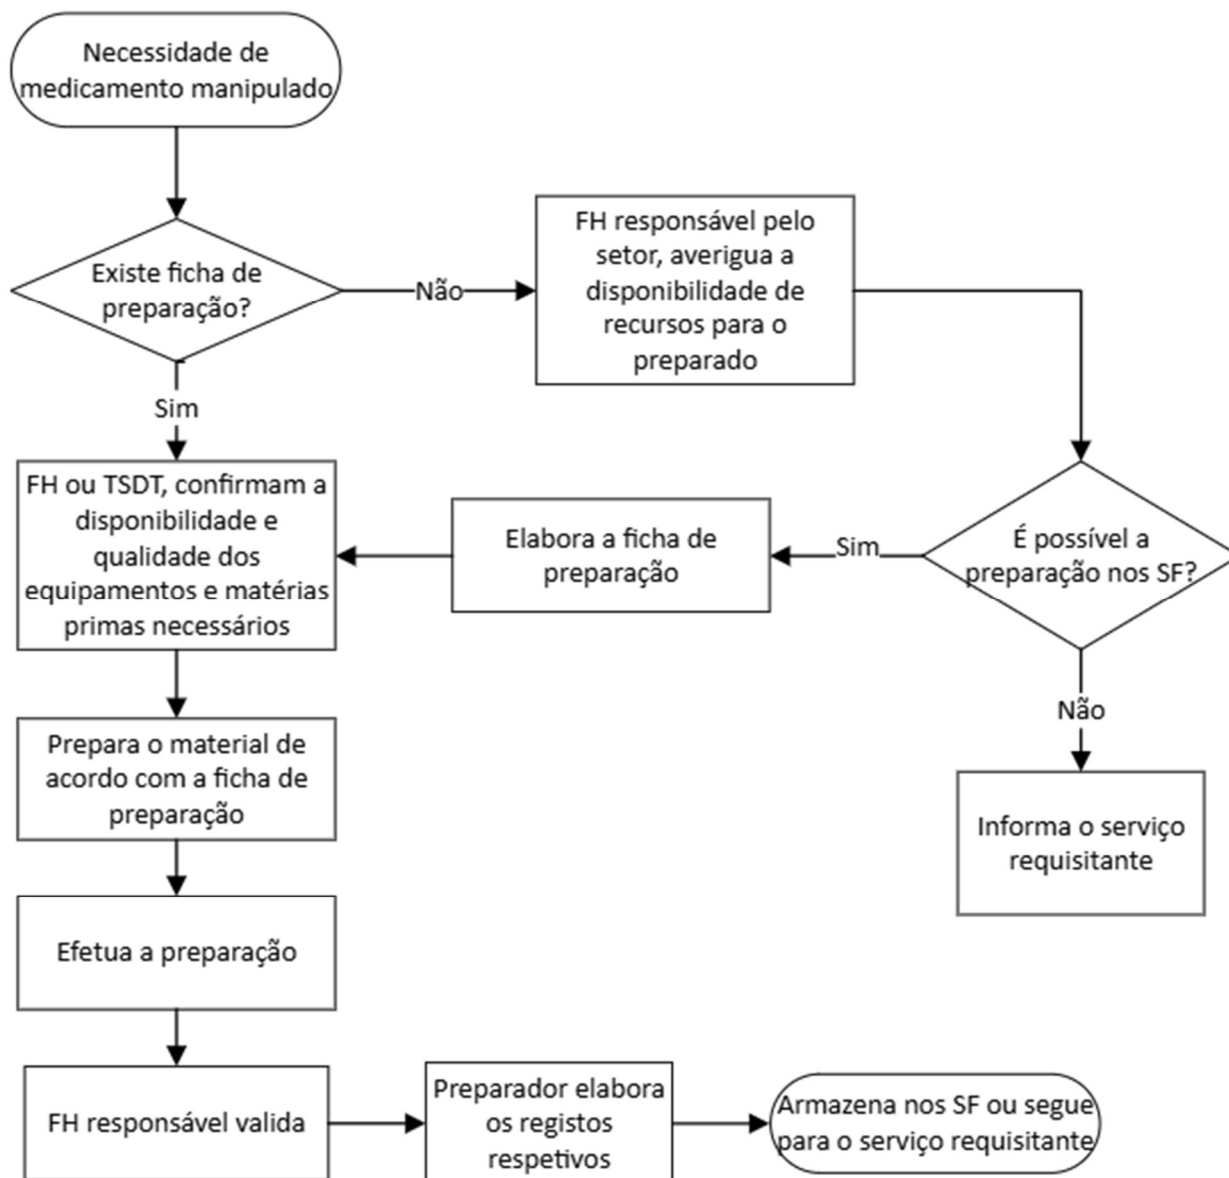 Necessidade de
medicamento manipulado
Existe ficha de
preparação?
Não
FH responsável pelo
setor, averigua a
disponibilidade de
recursos para o
preparado
Sim
FH ou TSDT, confirmam a
disponibilidade e
qualidade dos
equipamentos e matérias
primas necessários
Elabora a ficha de
preparação
Sim
É possível a
preparação nos SF?
Não
Informa o serviço
requisitante
Prepara o material de
acordo com a ficha de
preparação
Efetua a preparação
FH responsável valida
Preparador elabora
os registos
respetivos
Armazena nos SF ou segue
para o serviço requisitante